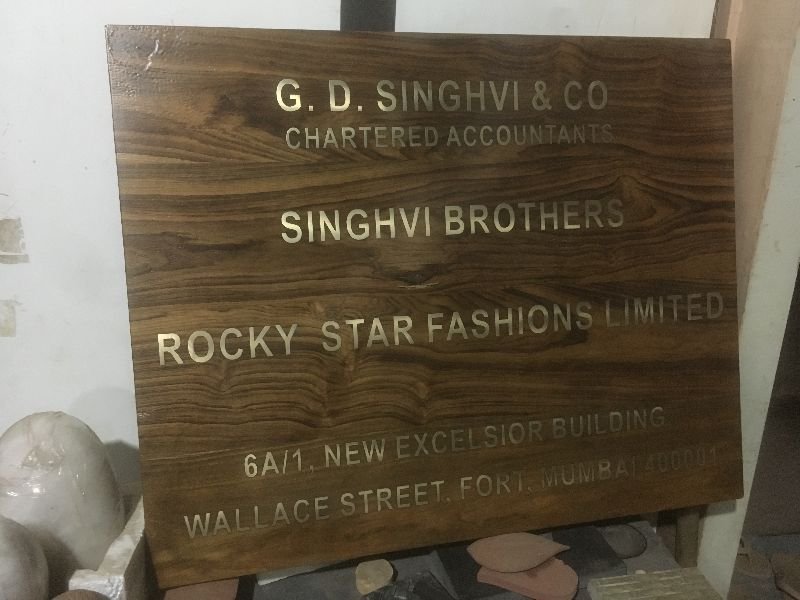 G. D. SINGHVI & CO
CHARTERED ACCOUNTANTS
SINGHVI BROTHERS
ROCKY STAR FASHIONS LIMITED
6A/1, NEW EXCELSIOR BUILDING,
WALLACE STREET, FORT, MUMBAI 400001